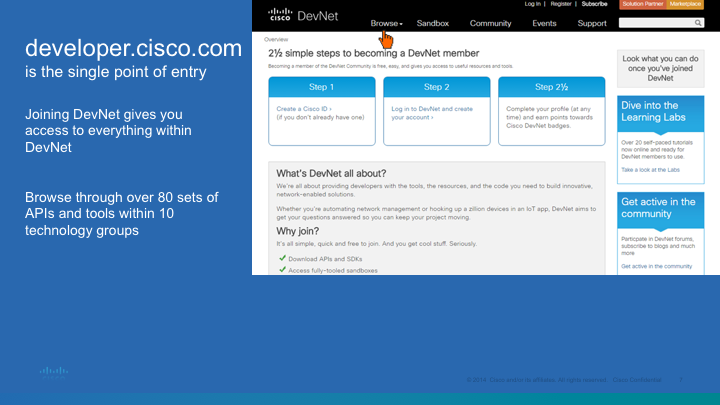 developer.cisco.com
is the single point of entry
Joining DevNet gives you
access to everything within
DevNet
Browse through over 80 sets of
APIs and tools within 10
technology groups
Log In | Register | Subscribe
Solution Partner
Marketplace
CISCO DevNet
Browse
Sandbox
Community
Events
Support
Overview
2½ simple steps to becoming a DevNet member
Becoming a member of the DevNet Community is free, easy, and gives you access to useful resources and tools.
Step 1
Create a Cisco ID ›
(if you don't already have one)
Step 2
Log in to DevNet and create
your account ›
Step 2½
Complete your profile (at any
time) and earn points towards
Cisco DevNet badges.
What's DevNet all about?
We're all about providing developers with the tools, the resources, and the code you need to build innovative,
network-enabled solutions.
Whether you're automating network management or hooking up a zillion devices in an IoT app, DevNet aims to
get your questions answered so you can keep your project moving.
Why join?
It's all simple, quick and free to join. And you get cool stuff. Seriously.
Download APIs and SDKs
Access fully-tooled sandboxes
Look what you can do
once you've joined
DevNet
Dive into the
Learning Labs
Over 20 self-paced tutorials
now online and ready for
DevNet members to use.
Take a look at the Labs
Get active in the
community
Participate in DevNet forums,
subscribe to blogs and much
more
Get active in the community
Cisco and/or its affiliates. All rights reserved. Cisco Confidential